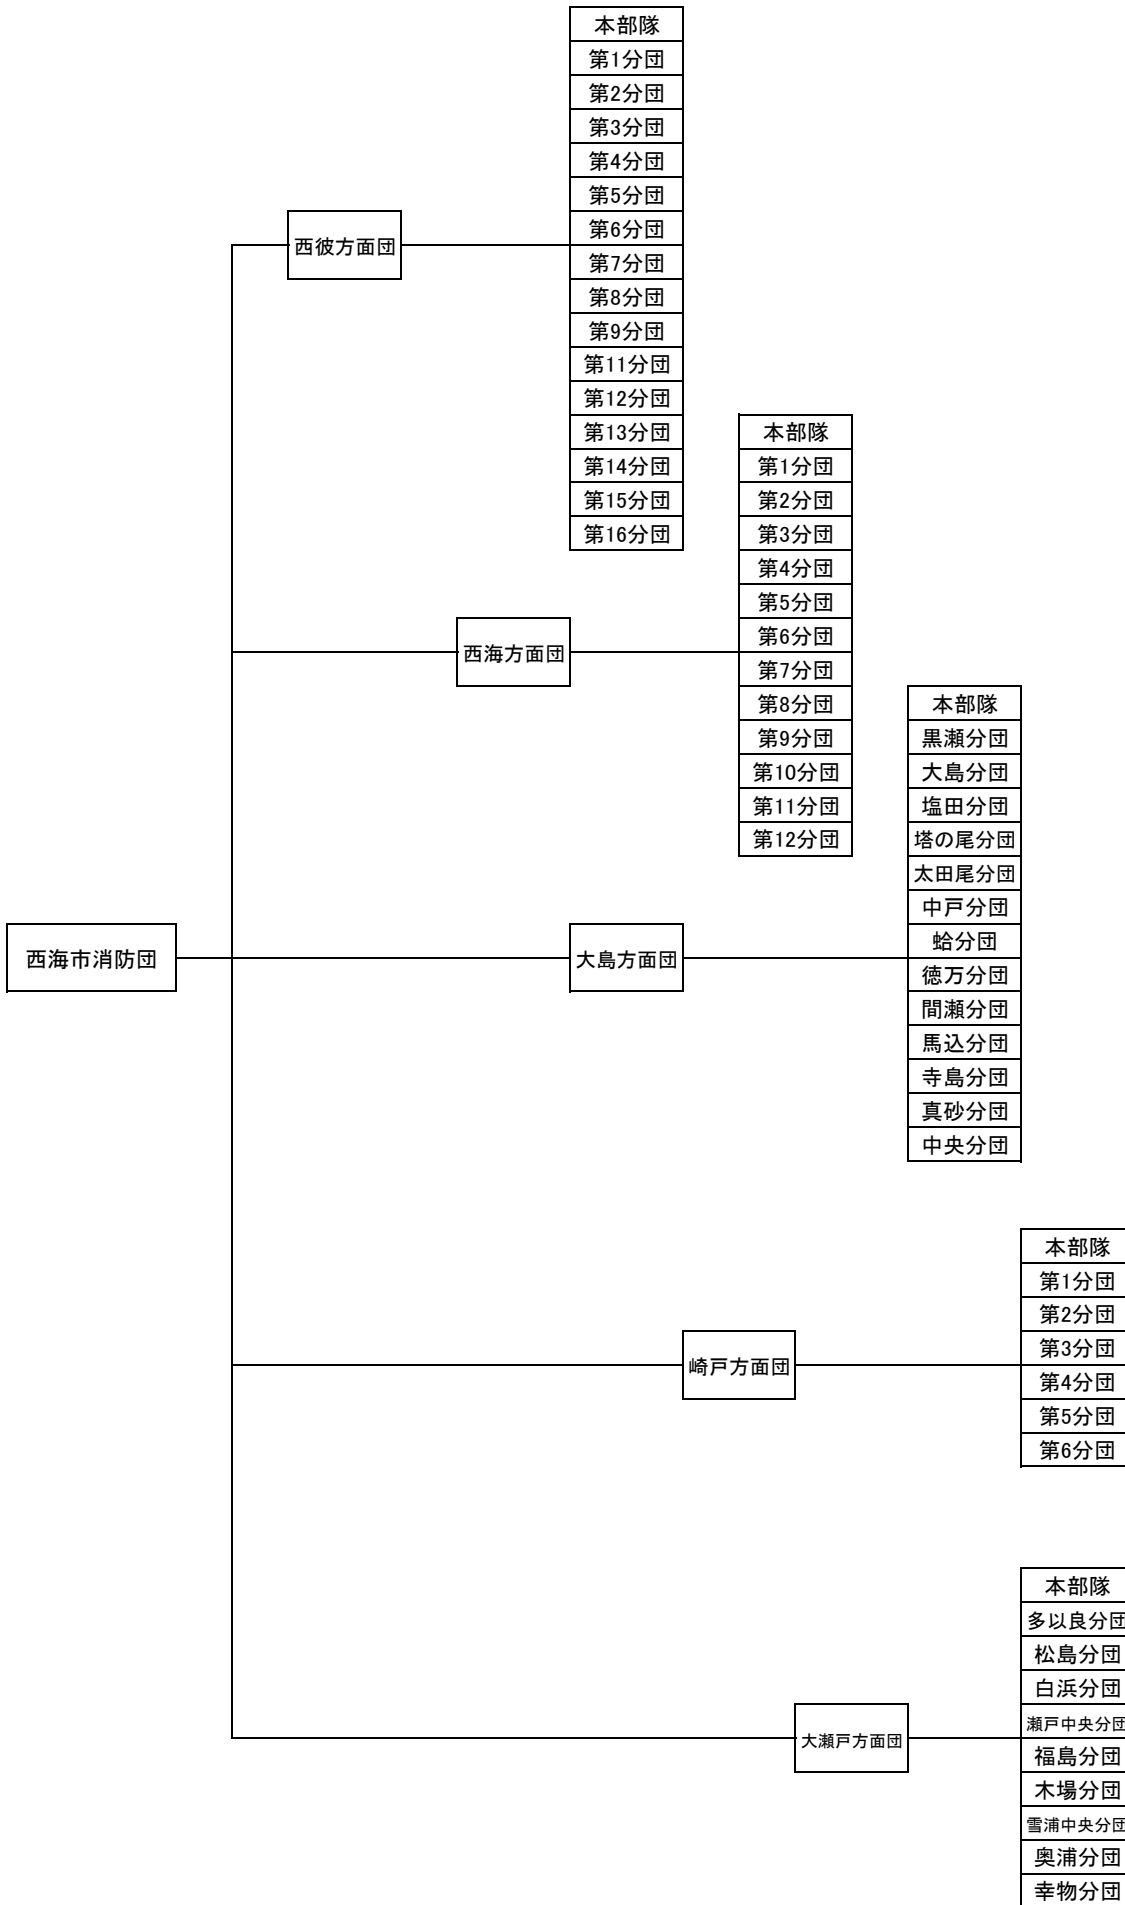 西海市消防団
西彼方面団
本部隊
第1分団
第2分団
第3分団
第4分団
第5分団
第6分団
第7分団
第8分団
第9分団
第11分団
第12分団
第13分団
第14分団
第15分団
第16分団
西海方面団
本部隊
第1分団
第2分団
第3分団
第4分団
第5分団
第6分団
第7分団
第8分団
第9分団
第10分団
第11分団
第12分団
大島方面団
本部隊
黒瀬分団
大島分団
塩田分団
塔の尾分団
太田尾分団
中戸分団
蛤分団
徳万分団
間瀬分団
馬込分団
寺島分団
真砂分団
中央分団
崎戸方面団
本部隊
第1分団
第2分団
第3分団
第4分団
第5分団
第6分団
大瀬戸方面団
本部隊
多以良分団
松島分団
白浜分団
瀬戸中央分団
福島分団
木場分団
雪浦中央分団
奥浦分団
幸物分団